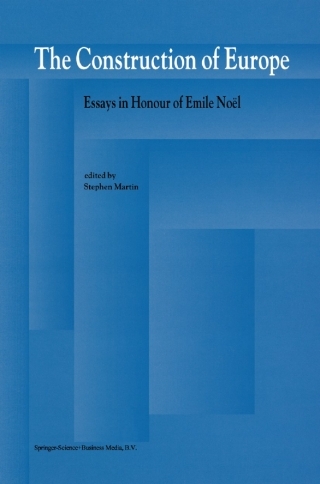 The Construction of Europe
Essays in Honour of Emile Noël
edited by
Stephen Martin
Springer-Science+Business Media, B.V.